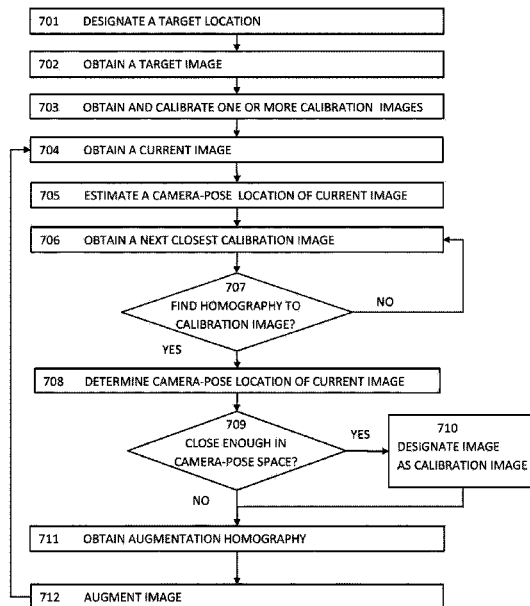 701 DESIGNATE A TARGET LOCATION
702 OBTAIN A TARGET IMAGE
703 OBTAIN AND CALIBRATE ONE OR MORE CALIBRATION IMAGES
704 OBTAIN A CURRENT IMAGE
705 ESTIMATE A CAMERA-POSE LOCATION OF CURRENT IMAGE
706 OBTAIN A NEXT CLOSEST CALIBRATION IMAGE
707
FIND HOMOGRAPHY TO
CALIBRATION IMAGE?
NO
YES
708 DETERMINE CAMERA-POSE LOCATION OF CURRENT IMAGE
709
CLOSE ENOUGH IN
CAMERA-POSE SPACE?
YES
710
DESIGNATE IMAGE
AS CALIBRATION IMAGE
NO
711 OBTAIN AUGMENTATION HOMOGRAPHY
712 AUGMENT IMAGE